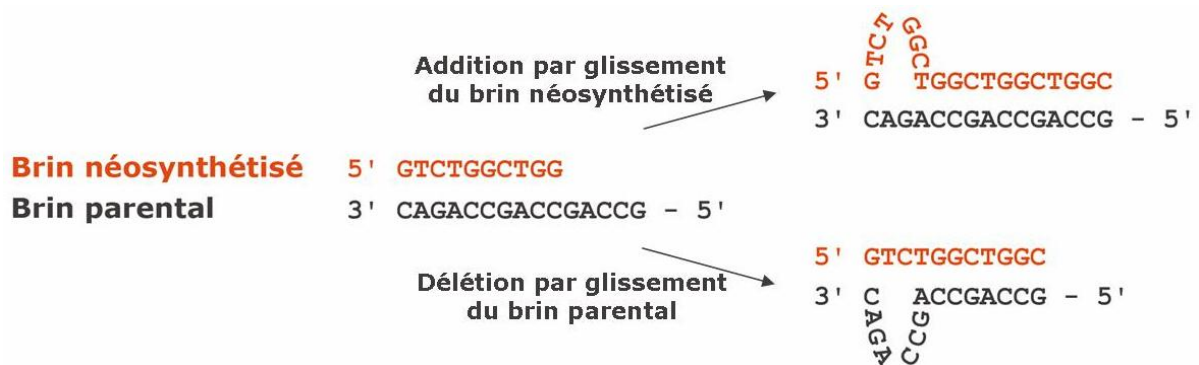 TCT GGC
Addition par glissement
du brin néosynthétisé
5' G TGGCTGGCTGGC
3' CAGACCGACCGACCG - 5'
Brin néosynthétisé 5' GTCTGGCTGG
Brin parental 3' CAGACCGACCGACCG - 5'
Délétion par glissement
du brin parental
5' GTCTGGCTGGC
3' C ACCGACCG - 5'
AGA CCG